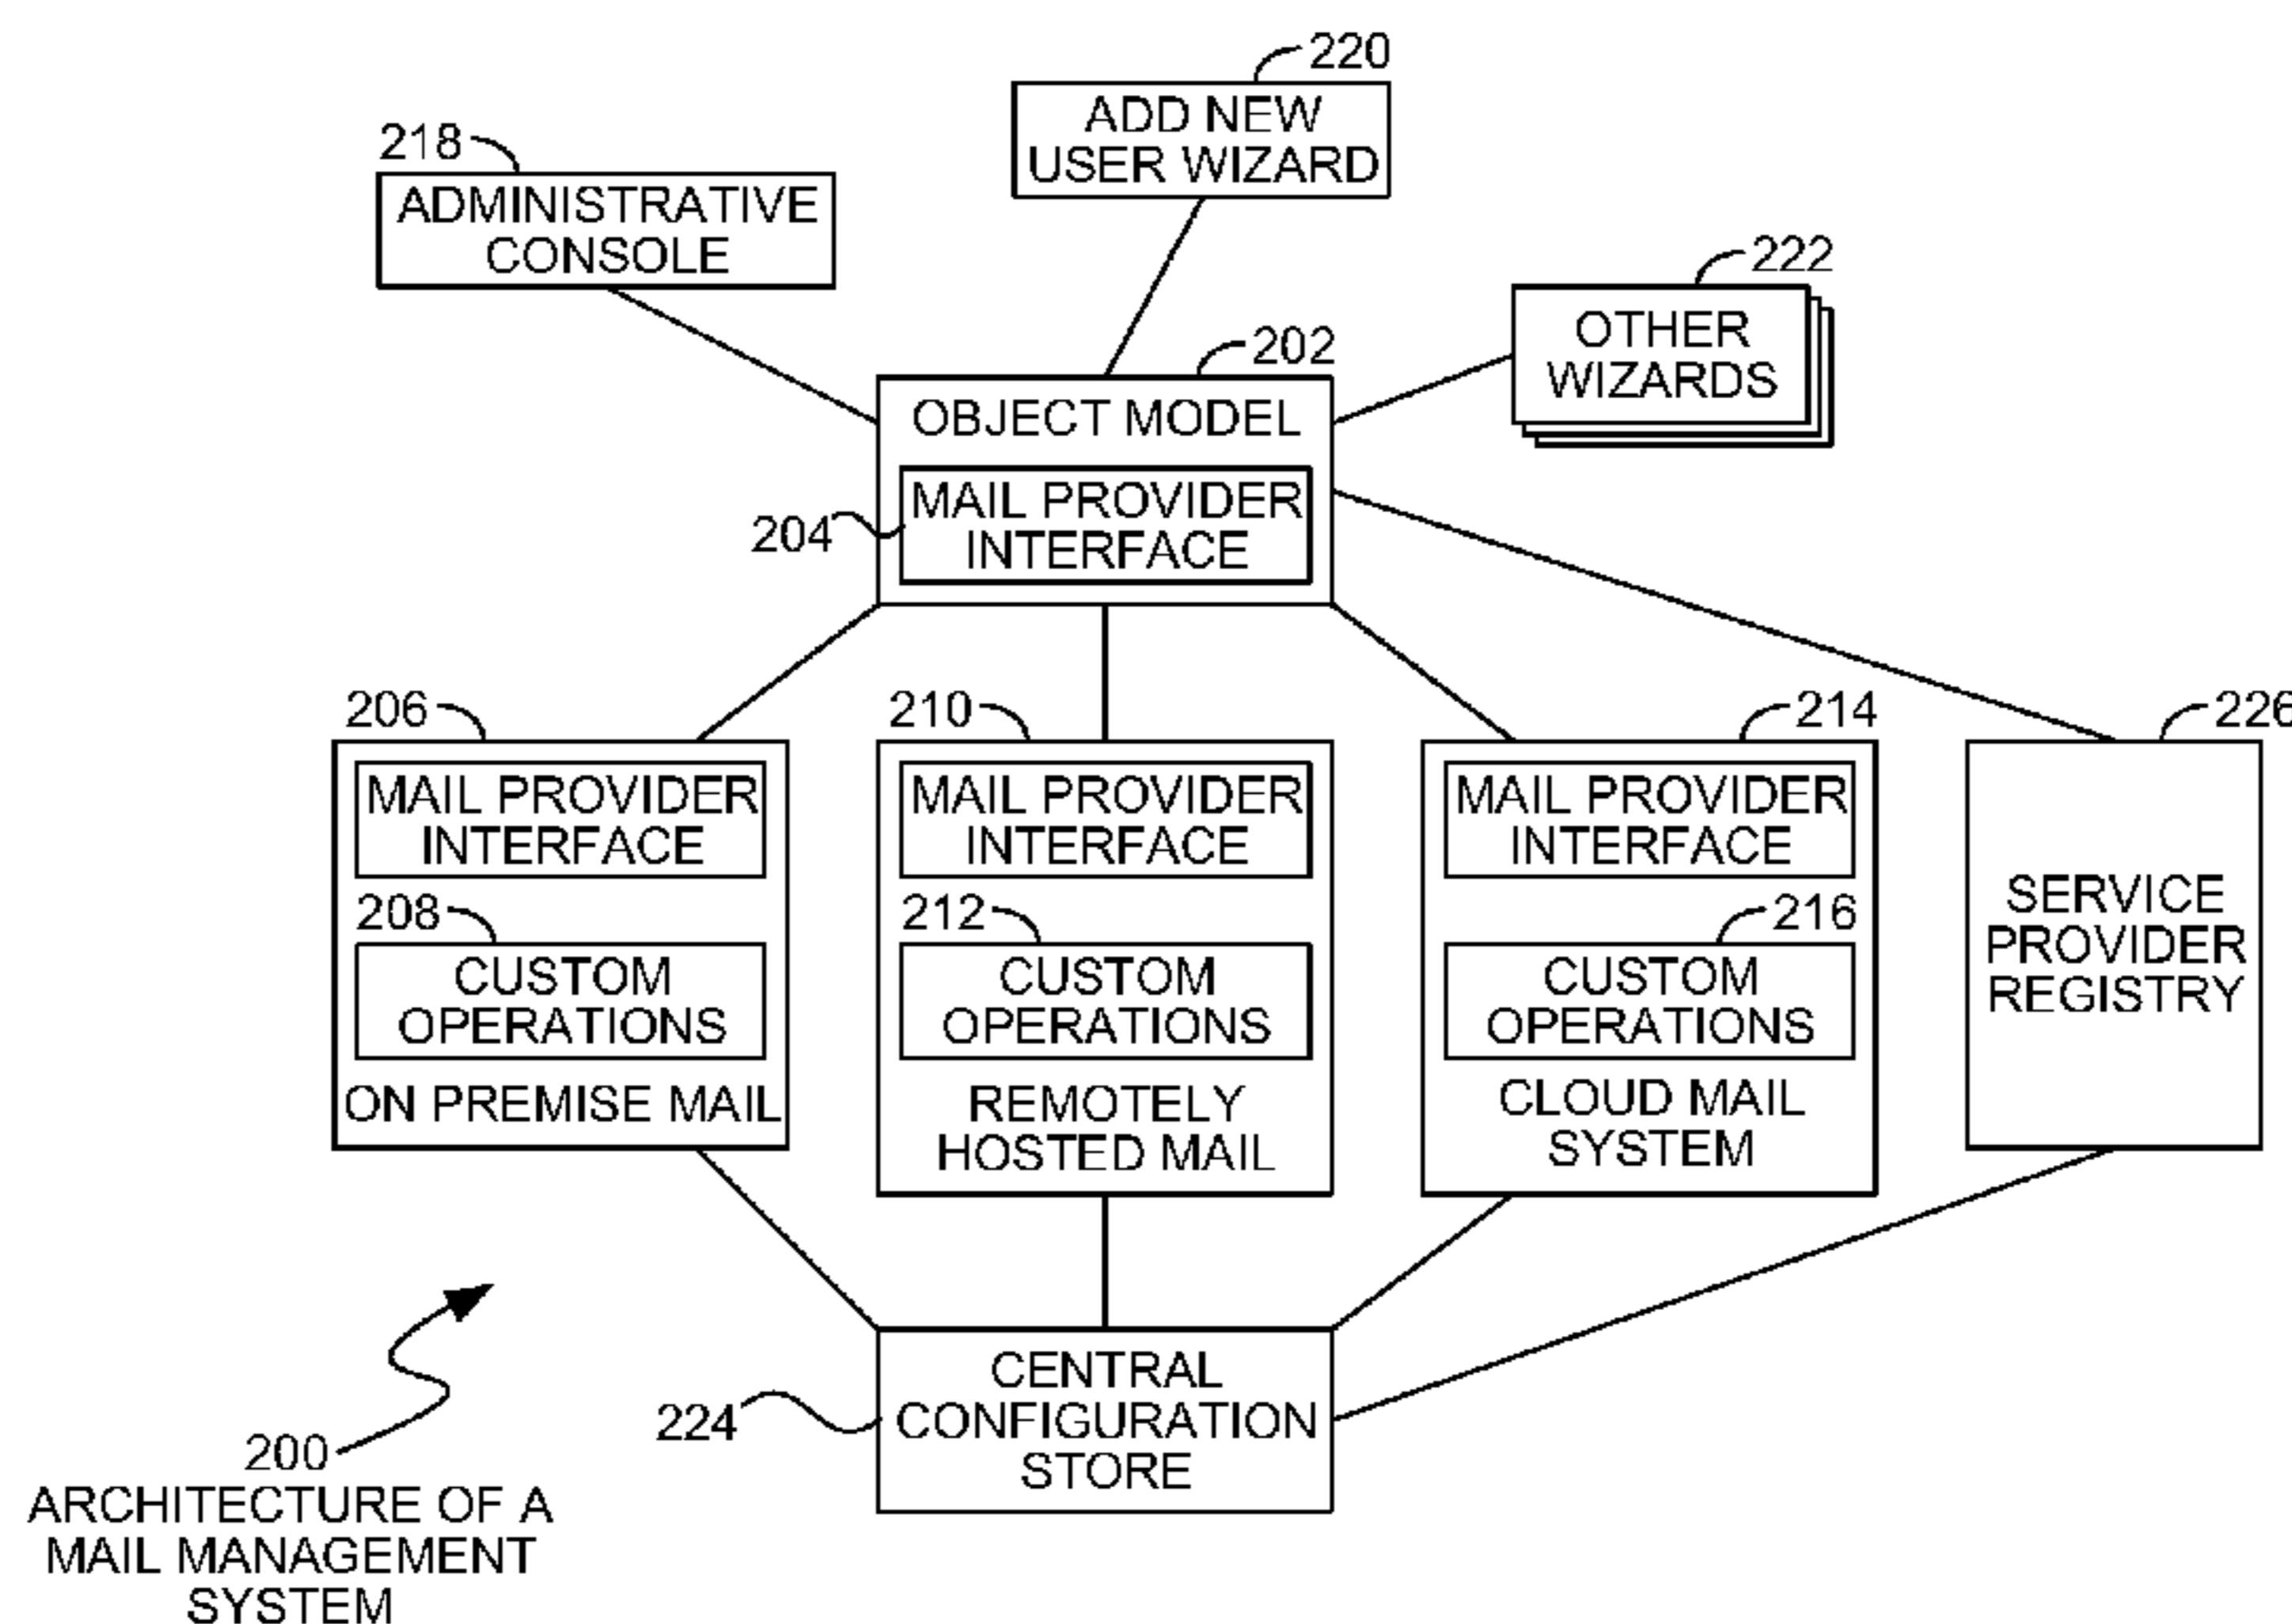 220
ADD NEW
USER WIZARD
218
ADMINISTRATIVE
CONSOLE
222
OTHER
WIZARDS
202
OBJECT MODEL
204
MAIL PROVIDER
INTERFACE
206
MAIL PROVIDER
INTERFACE
208
CUSTOM
OPERATIONS
ON PREMISE MAIL
210
MAIL PROVIDER
INTERFACE
212
CUSTOM
OPERATIONS
REMOTELY
HOSTED MAIL
214
MAIL PROVIDER
INTERFACE
216
CUSTOM
OPERATIONS
CLOUD MAIL
SYSTEM
226
SERVICE
PROVIDER
REGISTRY
224
CENTRAL
CONFIGURATION
STORE
200
ARCHITECTURE OF A
MAIL MANAGEMENT
SYSTEM